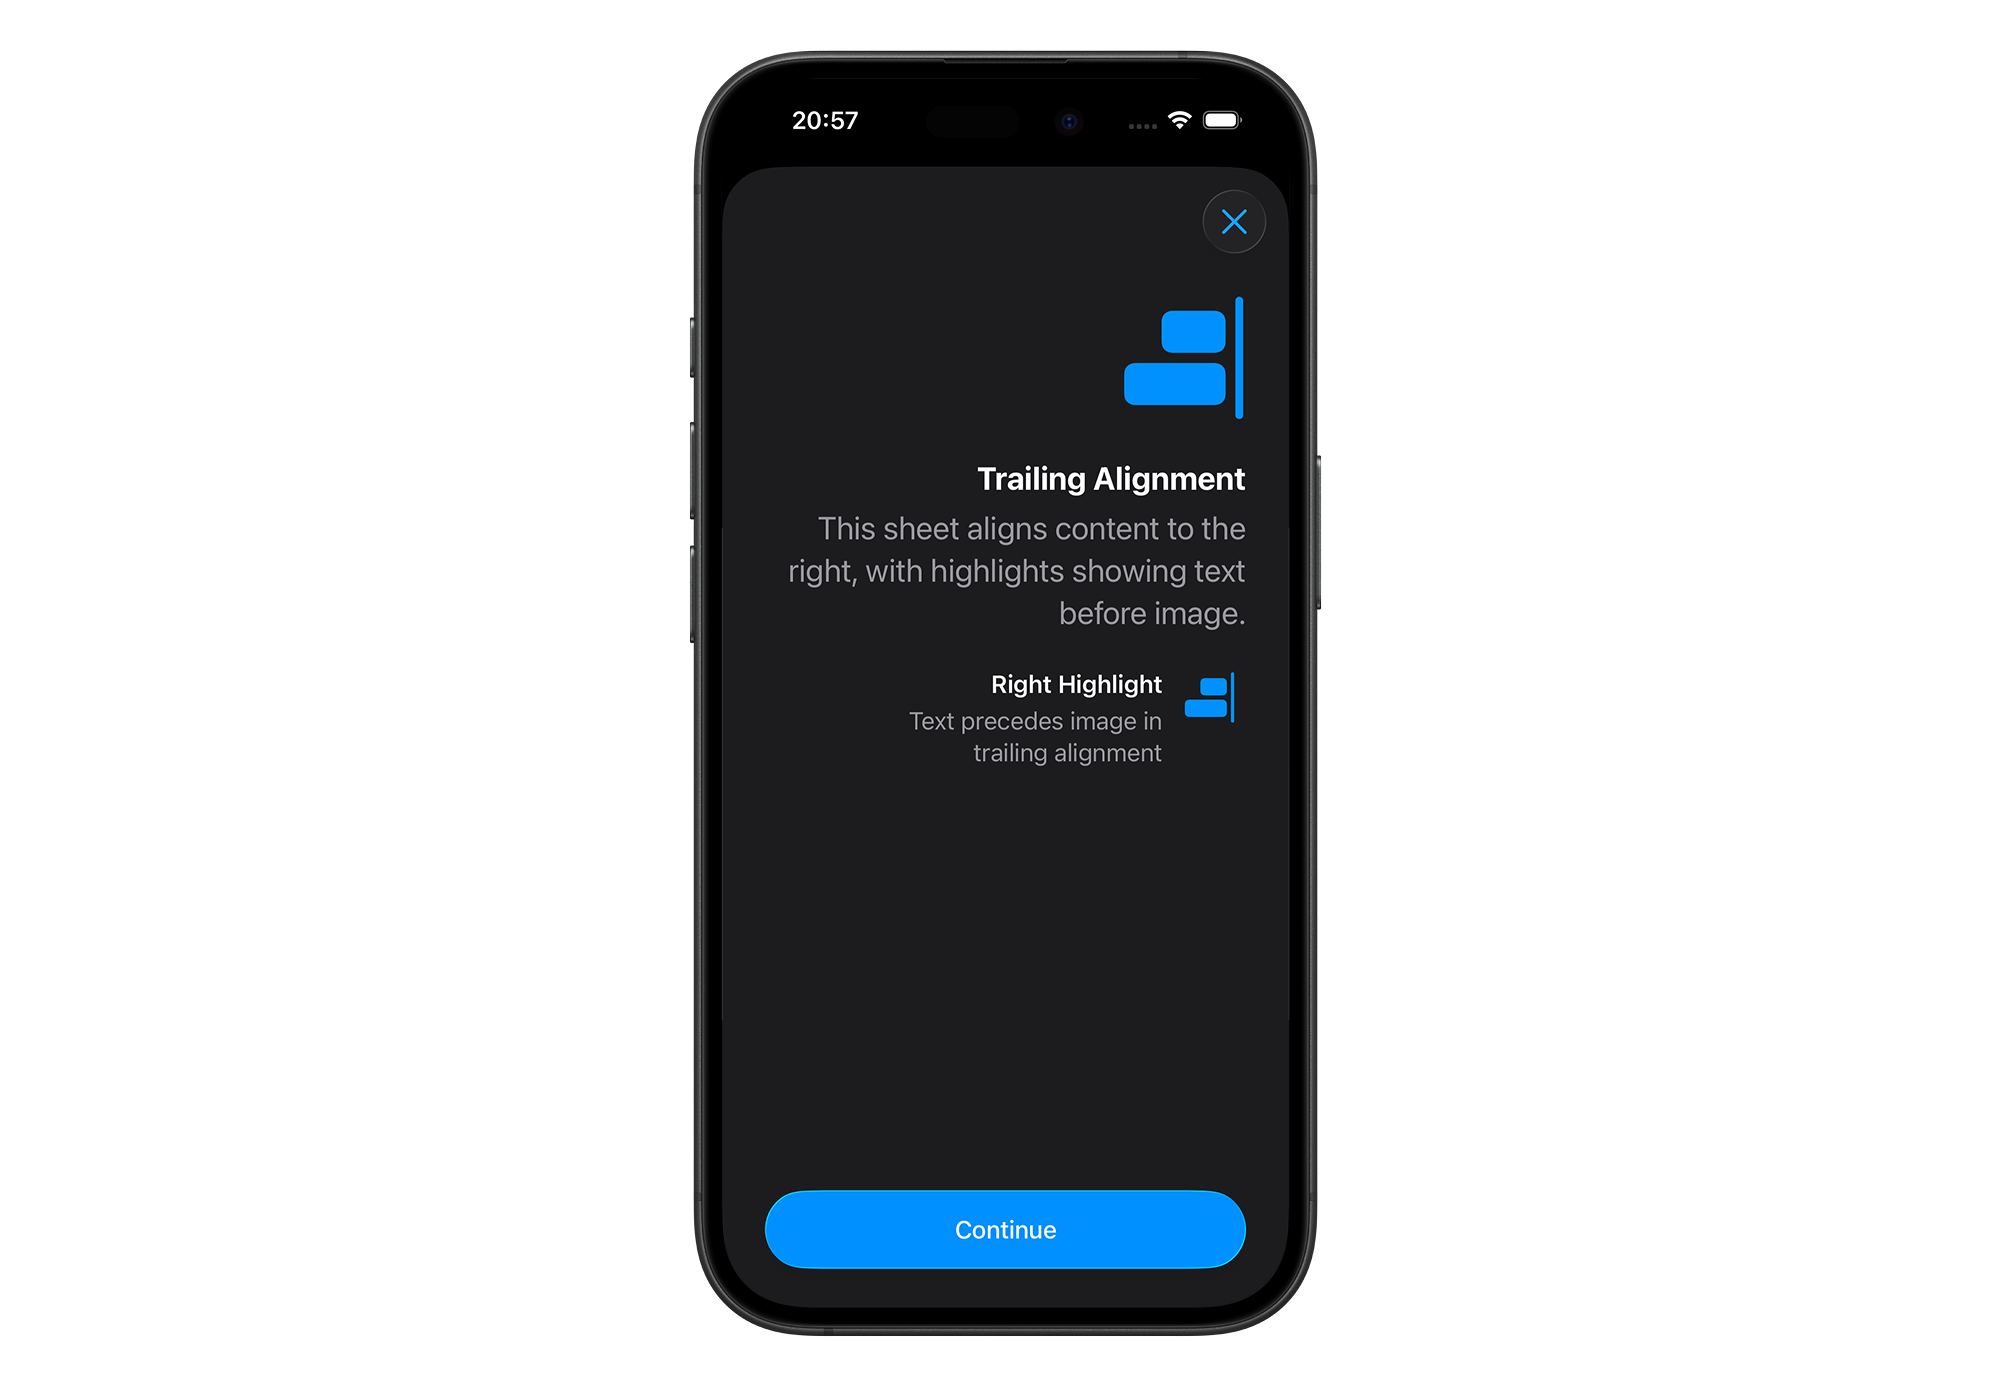 20:57
Trailing Alignment
This sheet aligns content to the
right, with highlights showing text
before image.
Right Highlight
Text precedes image in
trailing alignment
Continue